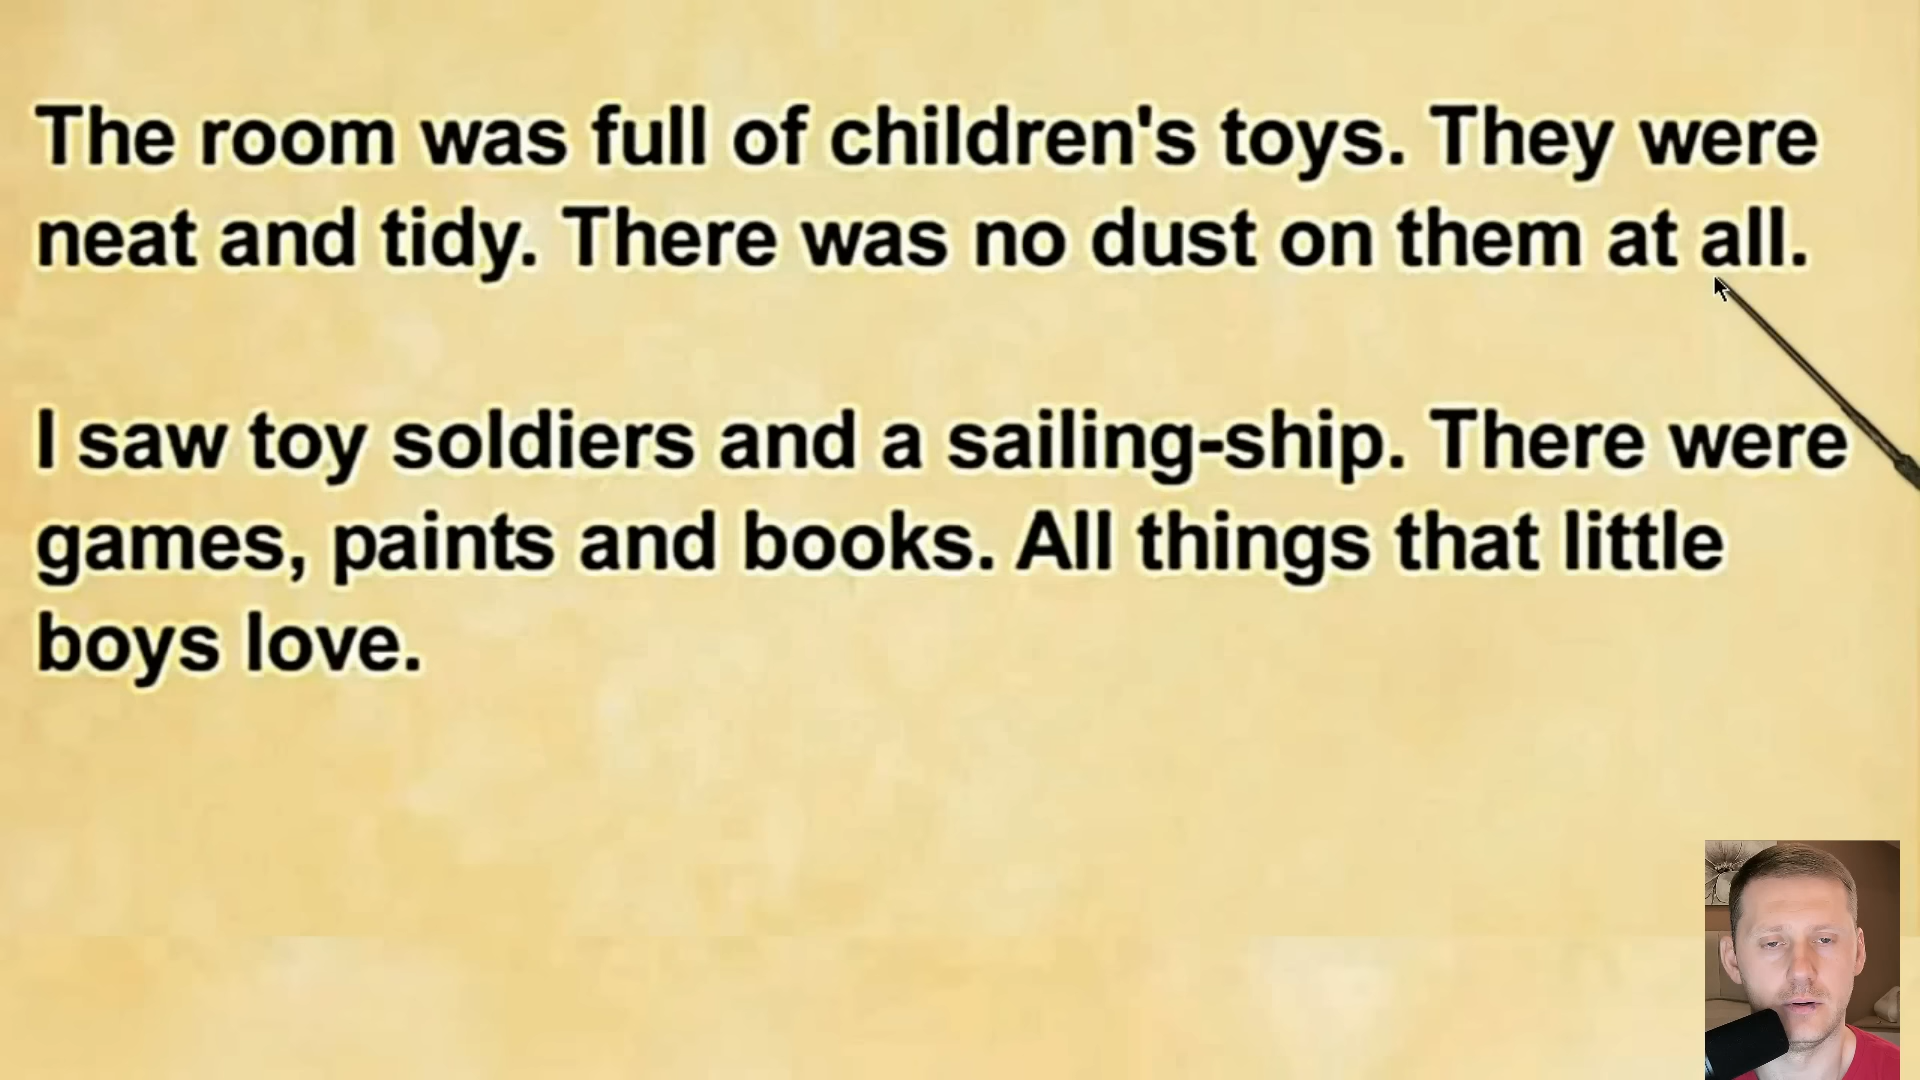 The room was full of children's toys. They were
neat and tidy. There was no dust on them at all.
I saw toy soldiers and a sailing-ship. There were
games, paints and books. All things that little
boys love.